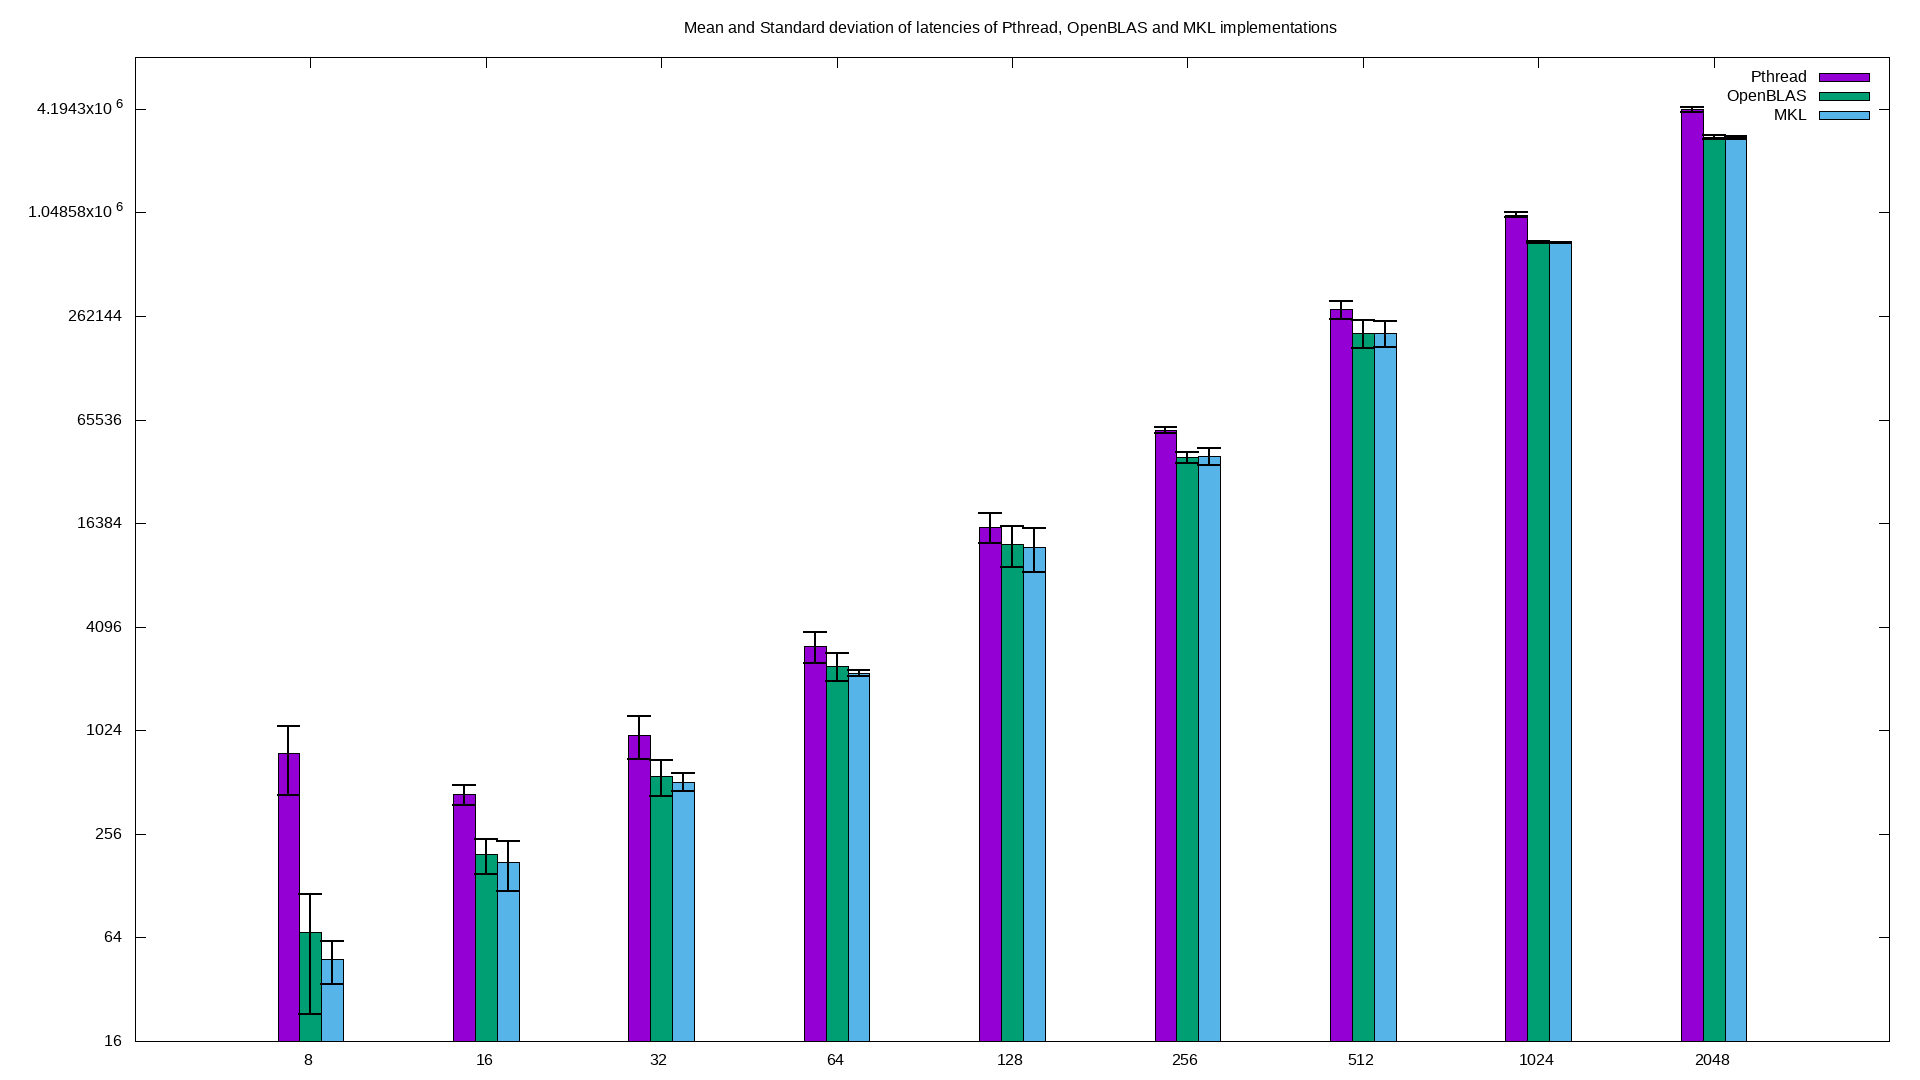 Mean and Standard deviation of latencies of Pthread, OpenBLAS and MKL implementations
Pthread
OpenBLAS
MKL
4.1943x10^6
1.04858x10^6
262144
65536
16384
4096
1024
256
64
16
8 16 32 64 128 256 512 1024 2048